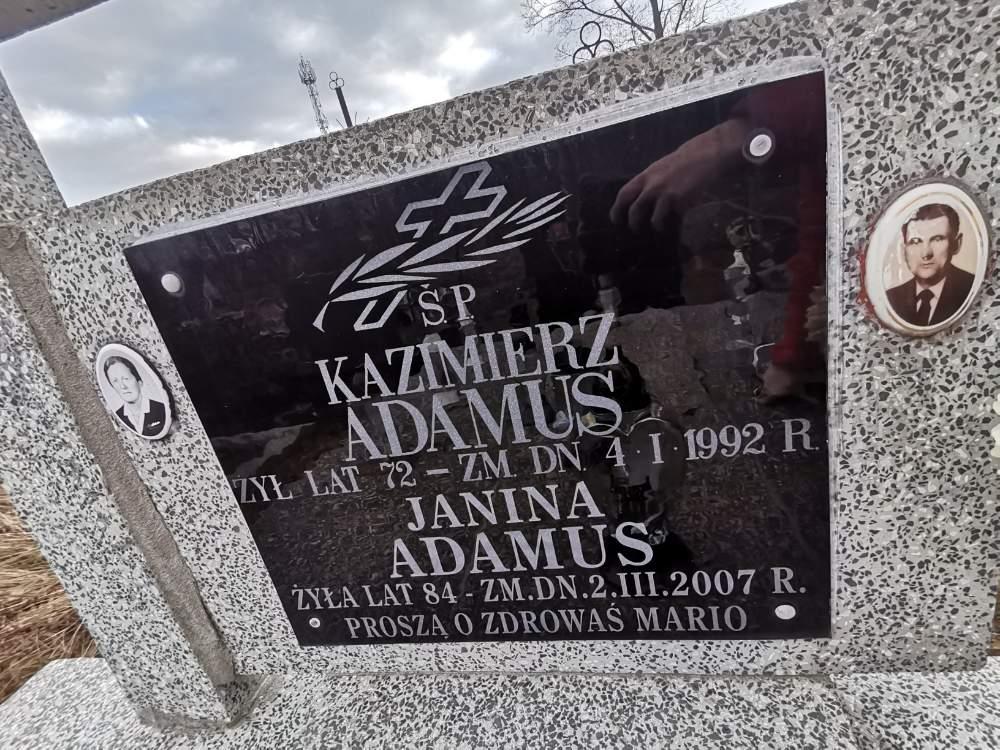 Ś.P
KAZIMIERZ
ADAMUS
ŻYŁ LAT 72 – ZM. DN. 4·I·1992 R.
JANINA
ADAMUS
ŻYŁA LAT 84 - ZM.DN.2.III.2007 R.
PROSZĄ O ZDROWAŚ MARIO